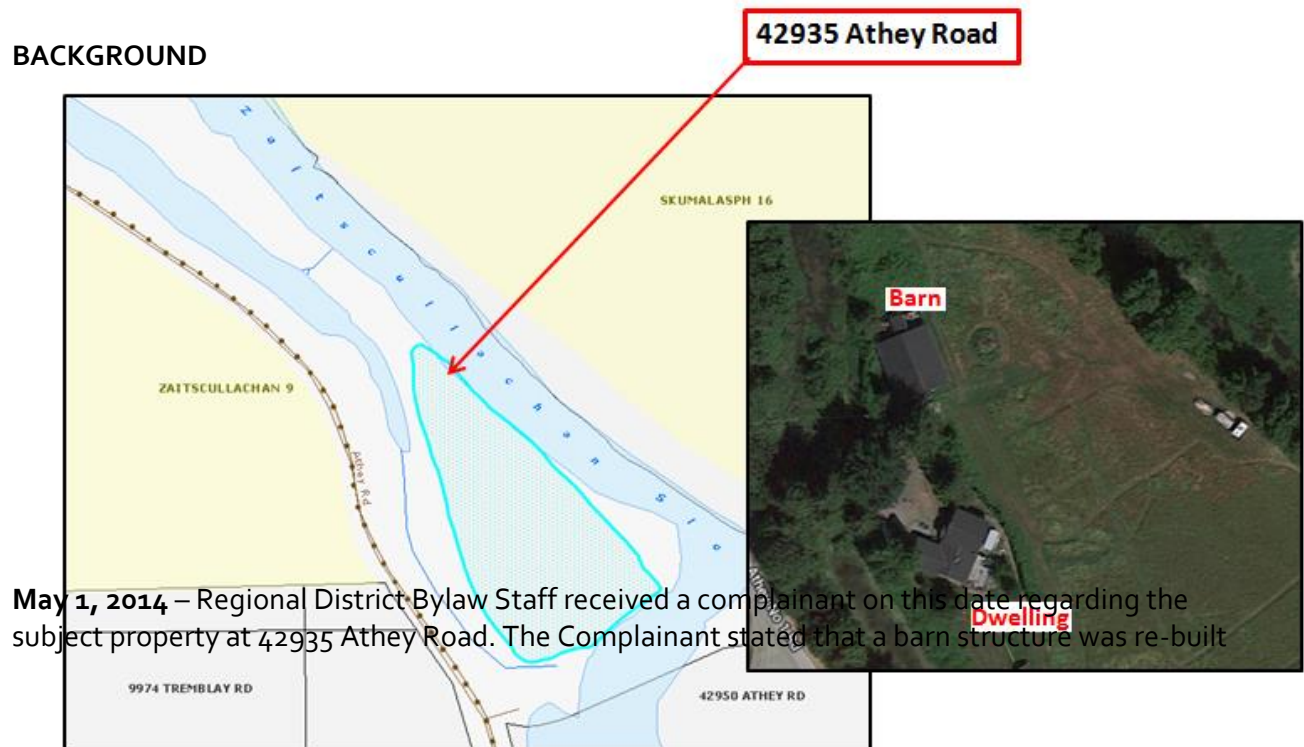 BACKGROUND
42935 Athey Road
Zaitscullachan Slo
SKUMALASPH 16
ZAITSCULLACHAN 9
Athey Rd
Barn
Dwelling
May 1, 2014 – Regional District Bylaw Staff received a complainant on this date regarding the
subject property at 42935 Athey Road. The Complainant stated that a barn structure was re-built
9974 TREMBLAY RD
42950 ATHEY RD